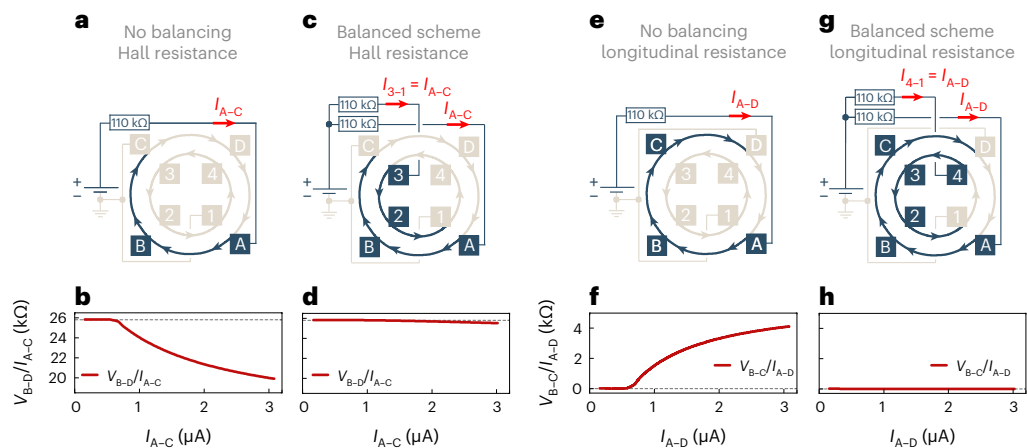 a
No balancing
Hall resistance
I_A–C
110 kΩ
C
D
3
4
2
1
B
A
+
–
c
Balanced scheme
Hall resistance
I_3–1 = I_A–C
110 kΩ
I_A–C
110 kΩ
C
D
3
4
2
1
B
A
+
–
e
No balancing
longitudinal resistance
I_A–D
110 kΩ
C
D
3
4
2
1
B
A
+
–
g
Balanced scheme
longitudinal resistance
I_4–1 = I_A–D
110 kΩ
I_A–D
110 kΩ
C
D
3
4
2
1
B
A
+
–
b
V_B–D/I_A–C (kΩ)
26
24
22
20
V_B–D/I_A–C
0
1
2
3
I_A–C (µA)
d
V_B–D/I_A–C
0
1
2
3
I_A–C (µA)
f
V_B–C/I_A–D (kΩ)
4
2
0
V_B–C/I_A–D
0
1
2
3
I_A–D (µA)
h
V_B–C/I_A–D
0
1
2
3
I_A–D (µA)